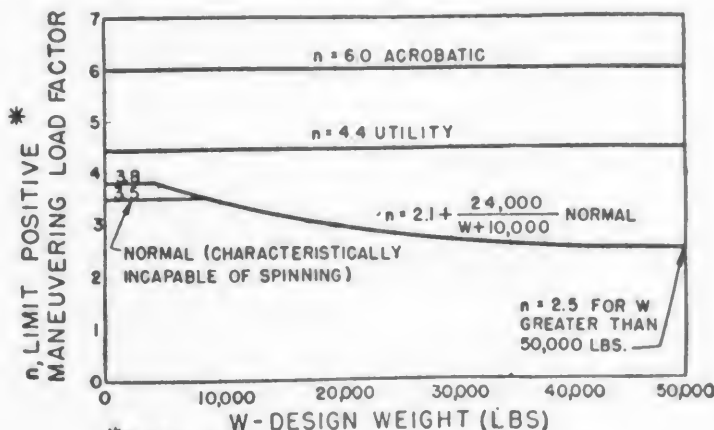 n, LIMIT POSITIVE *
MANEUVERING LOAD FACTOR
7
6
5
4
3
2
1
0
n = 6.0 ACROBATIC
n = 4.4 UTILITY
3.8
3.5
n = 2.1 + 24,000 / W + 10,000 NORMAL
NORMAL (CHARACTERISTICALLY
INCAPABLE OF SPINNING)
n = 2.5 FOR W
GREATER THAN
50,000 LBS.
10,000 20,000 30,000 40,000 50,000
W - DESIGN WEIGHT (LBS)
*